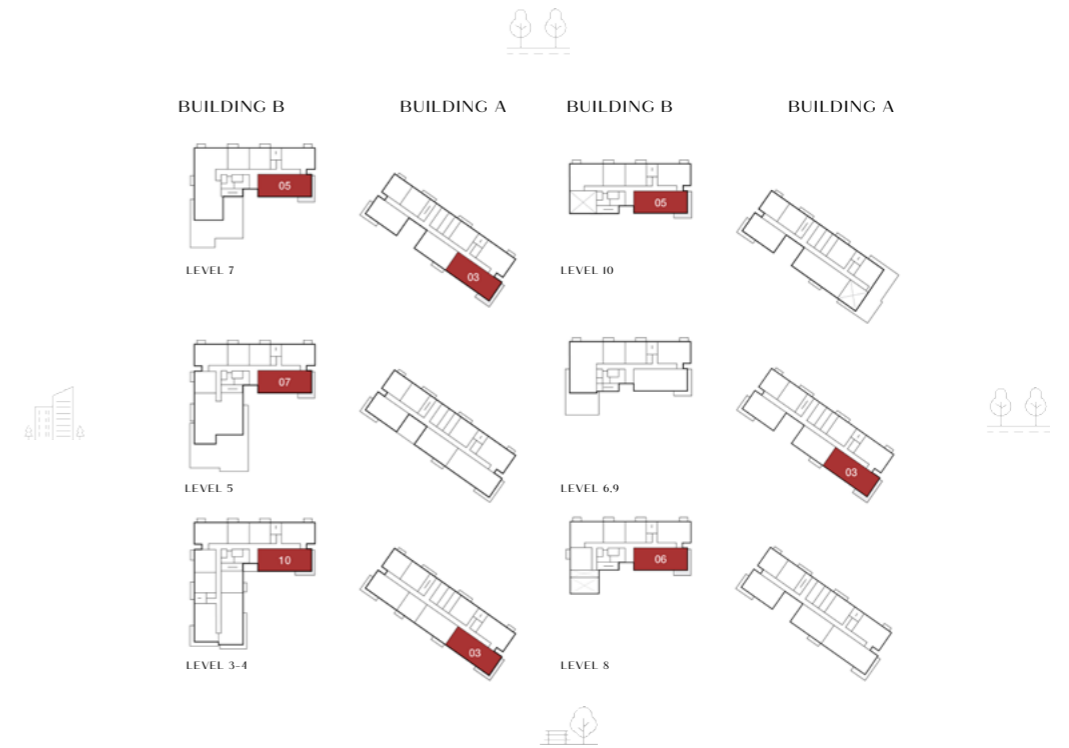 BUILDING B
BUILDING A
BUILDING B
BUILDING A
05
03
LEVEL 7
05
LEVEL 10
07
LEVEL 5
03
LEVEL 6,9
10
03
LEVEL 3-4
06
LEVEL 8